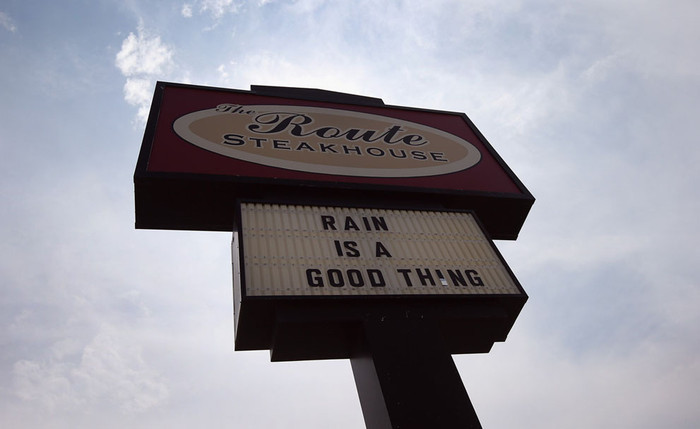 The Route
STEAKHOUSE
RAIN
IS A
GOOD THING